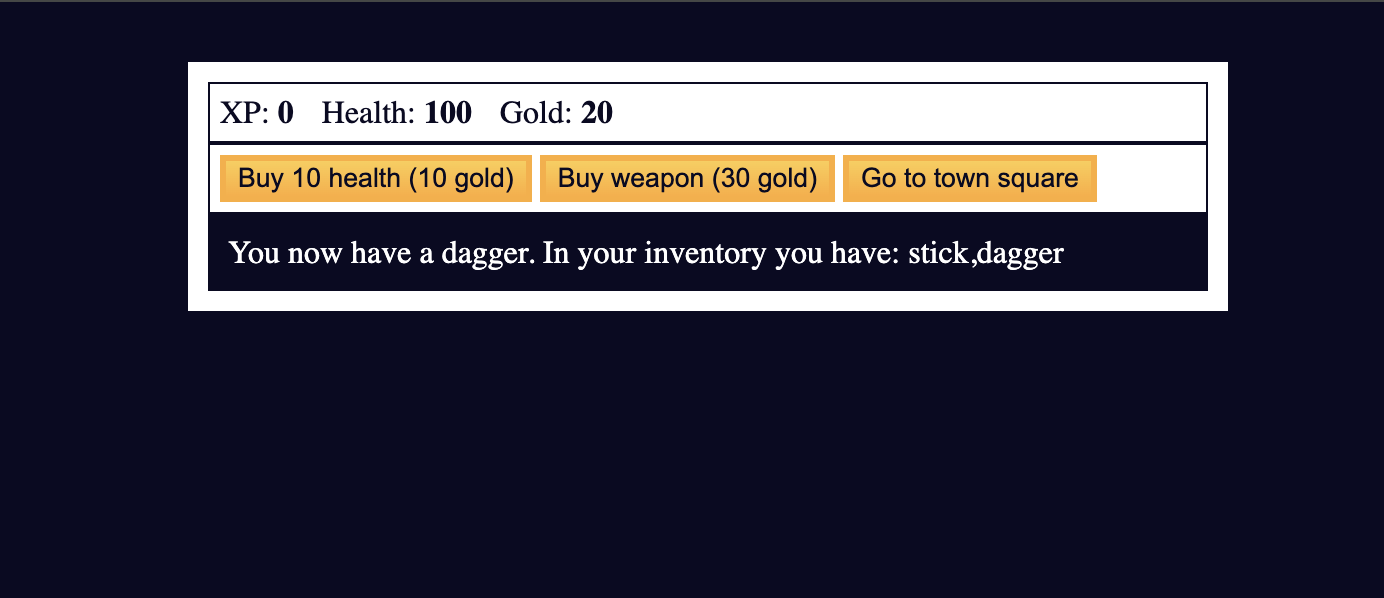 XP: 0 Health: 100 Gold: 20
Buy 10 health (10 gold) Buy weapon (30 gold) Go to town square
You now have a dagger. In your inventory you have: stick,dagger